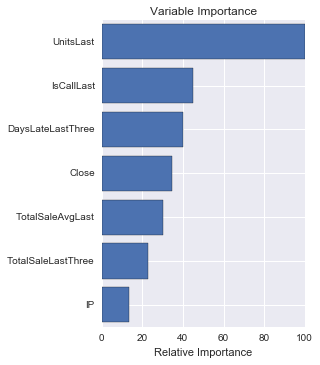 Variable Importance
UnitsLast
IsCallLast
DaysLateLastThree
Close
TotalSaleAvgLast
TotalSaleLastThree
IP
0 20 40 60 80 100
Relative Importance